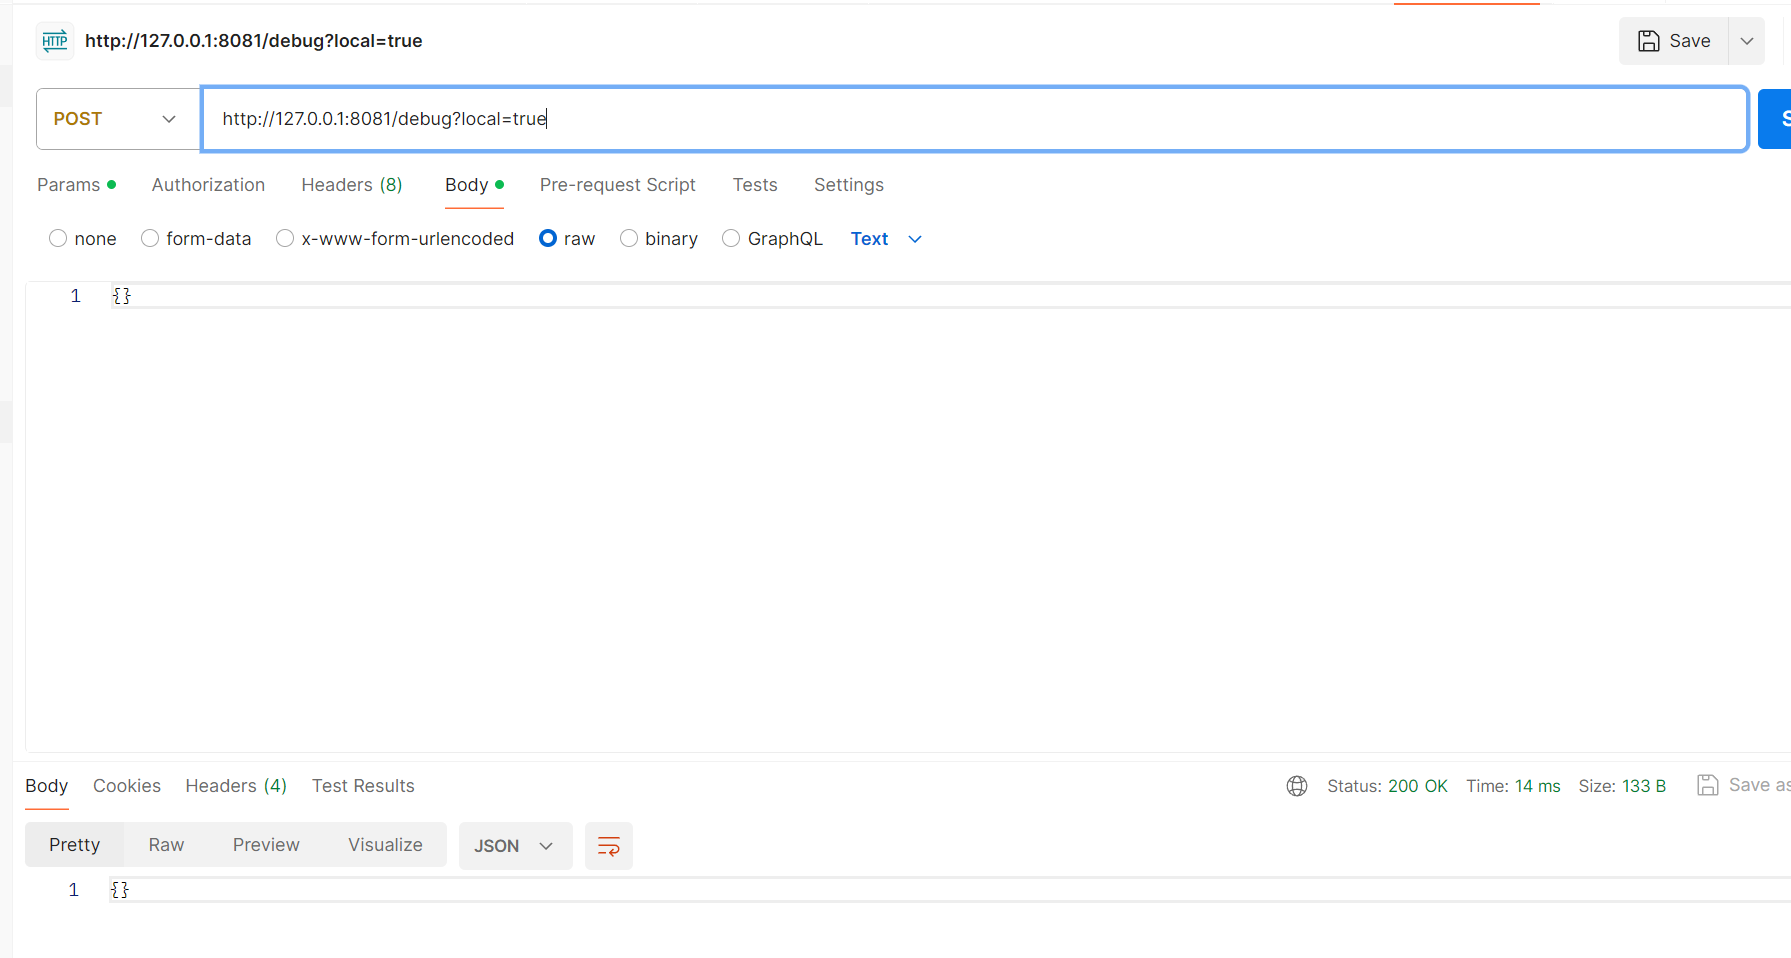 HTTP http://127.0.0.1:8081/debug?local=true Save
POST http://127.0.0.1:8081/debug?local=true S
Params Authorization Headers (8) Body Pre-request Script Tests Settings
none form-data x-www-form-urlencoded raw binary GraphQL Text
1 {}
Body Cookies Headers (4) Test Results Status: 200 OK Time: 14 ms Size: 133 B Save as
Pretty Raw Preview Visualize JSON
1 {}